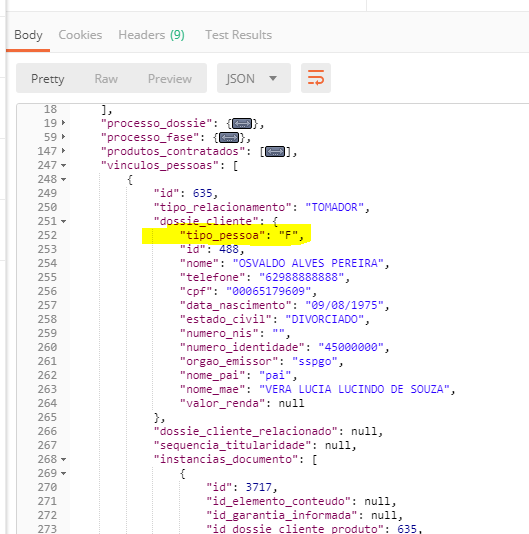 Body Cookies Headers (9) Test Results
Pretty Raw Preview JSON
18 ],
19 "processo_dossie": {
59 "processo_fase": {
147 "produtos_contratados": [
247 "vinculos_pessoas": [
248 {
249 "id": 635,
250 "tipo_relacionamento": "TOMADOR",
251 "dossie_cliente": {
252 "tipo_pessoa": "F",
253 "id": 488,
254 "nome": "OSVALDO ALVES PEREIRA",
255 "telefone": "62988888888",
256 "cpf": "00065179609",
257 "data_nascimento": "09/08/1975",
258 "estado_civil": "DIVORCIADO",
259 "numero_nis": "",
260 "numero_identidade": "45000000",
261 "orgao_emissor": "sspgo",
262 "nome_pai": "pai",
263 "nome_mae": "VERA LUCIA LUCINDO DE SOUZA",
264 "valor_renda": null
265 },
266 "dossie_cliente_relacionado": null,
267 "sequencia_titularidade": null,
268 "instancias_documento": [
269 {
270 "id": 3717,
271 "id_elemento_conteudo": null,
272 "id_garantia_informada": null,
273 "id_dossie_cliente_produto": 635,